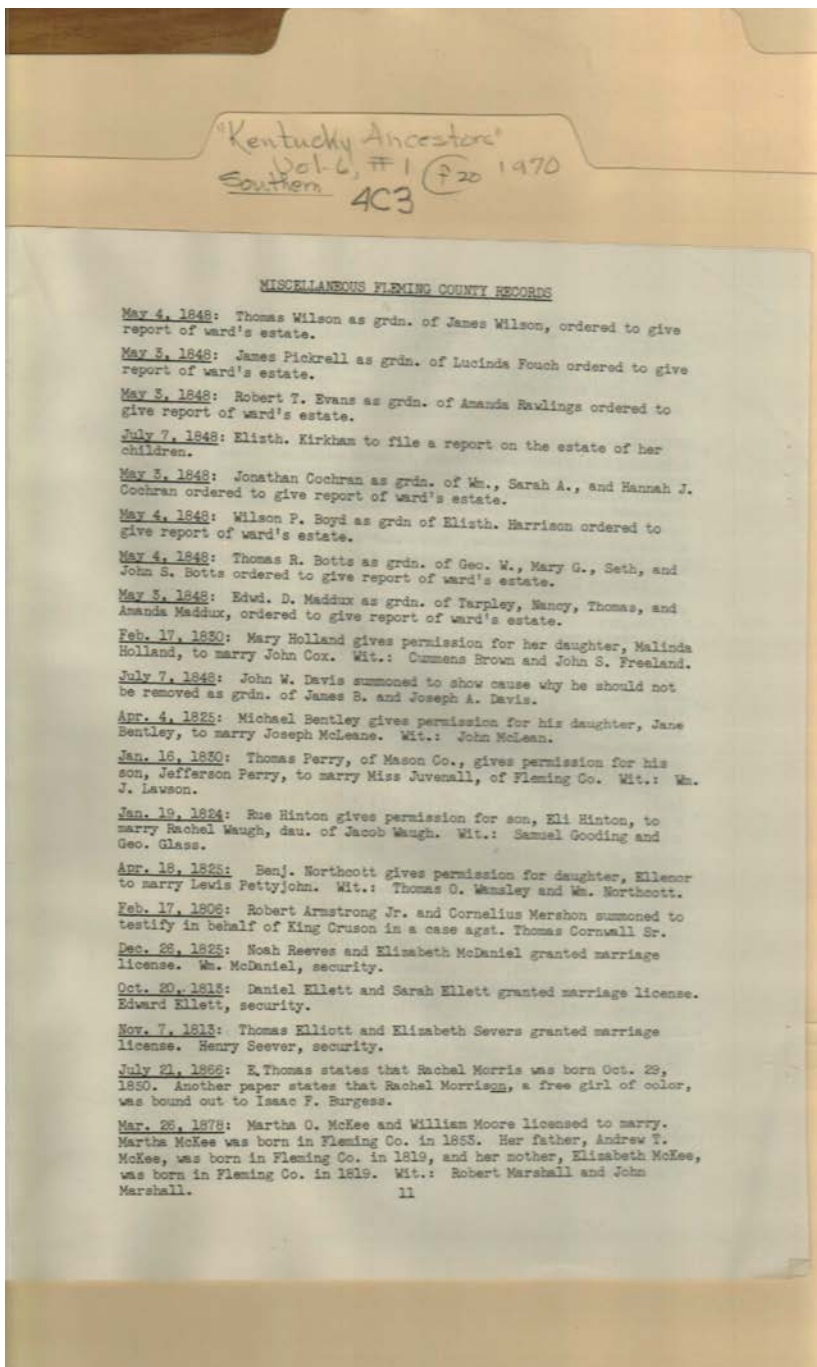 "Kentucky Ancestors"
Vol-6, #1 P20 1970
Southern
4C3
MISCELLANEOUS FLEMING COUNTY RECORDS
May 4, 1848: Thomas Wilson as grdn. of James Wilson, ordered to give
report of ward's estate.
May 3, 1848: James Pickrell as grdn. of Lucinda Fouch ordered to give
report of ward's estate.
May 3, 1848: Robert T. Evans as grdn. of Amanda Rawlings ordered to
give report of ward's estate.
July 7, 1848: Elizth. Kirkham to file a report on the estate of her
children.
May 3, 1848: Jonathan Cochran as grdn. of Wm., Sarah A., and Hannah J.
Cochran ordered to give report of ward's estate.
May 4, 1848: Wilson P. Boyd as grdn of Elizth. Harrison ordered to
give report of ward's estate.
May 4, 1848: Thomas R. Botts as grdn. of Geo. W., Mary G., Seth, and
John S. Botts ordered to give report of ward's estate.
May 3, 1848: Edwd. D. Maddux as grdn. of Tarpley, Nancy, Thomas, and
Amanda Maddux, ordered to give report of ward's estate.
Feb. 17, 1830: Mary Holland gives permission for her daughter, Malinda
Holland, to marry John Cox. Wit.: Cummens Brown and John S. Freeland.
July 7, 1848: John W. Davis summoned to show cause why he should not
be removed as grdn. of James B. and Joseph A. Davis.
Apr. 4, 1825: Michael Bentley gives permission for his daughter, Jane
Bentley, to marry Joseph McLeane. Wit.: John McLean.
Jan. 16, 1830: Thomas Perry, of Mason Co., gives permission for his
son, Jefferson Perry, to marry Miss Juvenall, of Fleming Co. Wit.: Wm.
J. Lawson.
Jan. 19, 1824: Rue Hinton gives permission for son, Eli Hinton, to
marry Rachel Waugh, dau. of Jacob Waugh. Wit.: Samuel Gooding and
Geo. Glass.
Apr. 18, 1825: Benj. Northcott gives permission for daughter, Ellenor
to marry Lewis Pettyjohn. Wit.: Thomas O. Wamsley and Wm. Northcott.
Feb. 17, 1806: Robert Armstrong Jr. and Cornelius Mershon summoned to
testify in behalf of King Cruson in a case agst. Thomas Cornwall Sr.
Dec. 26, 1825: Noah Reeves and Elizabeth McDaniel granted marriage
license. Wm. McDaniel, security.
Oct. 20, 1813: Daniel Ellett and Sarah Ellett granted marriage license.
Edward Ellett, security.
Nov. 7, 1813: Thomas Elliott and Elizabeth Severs granted marriage
license. Henry Seever, security.
July 21, 1866: E. Thomas states that Rachel Morris was born Oct. 29,
1850. Another paper states that Rachel Morrison, a free girl of color,
was bound out to Isaac F. Burgess.
Mar. 26, 1878: Martha O. McKee and William Moore licensed to marry.
Martha McKee was born in Fleming Co. in 1853. Her father, Andrew T.
McKee, was born in Fleming Co. in 1819, and her mother, Elizabeth McKee,
was born in Fleming Co. in 1819. Wit.: Robert Marshall and John
Marshall. 11